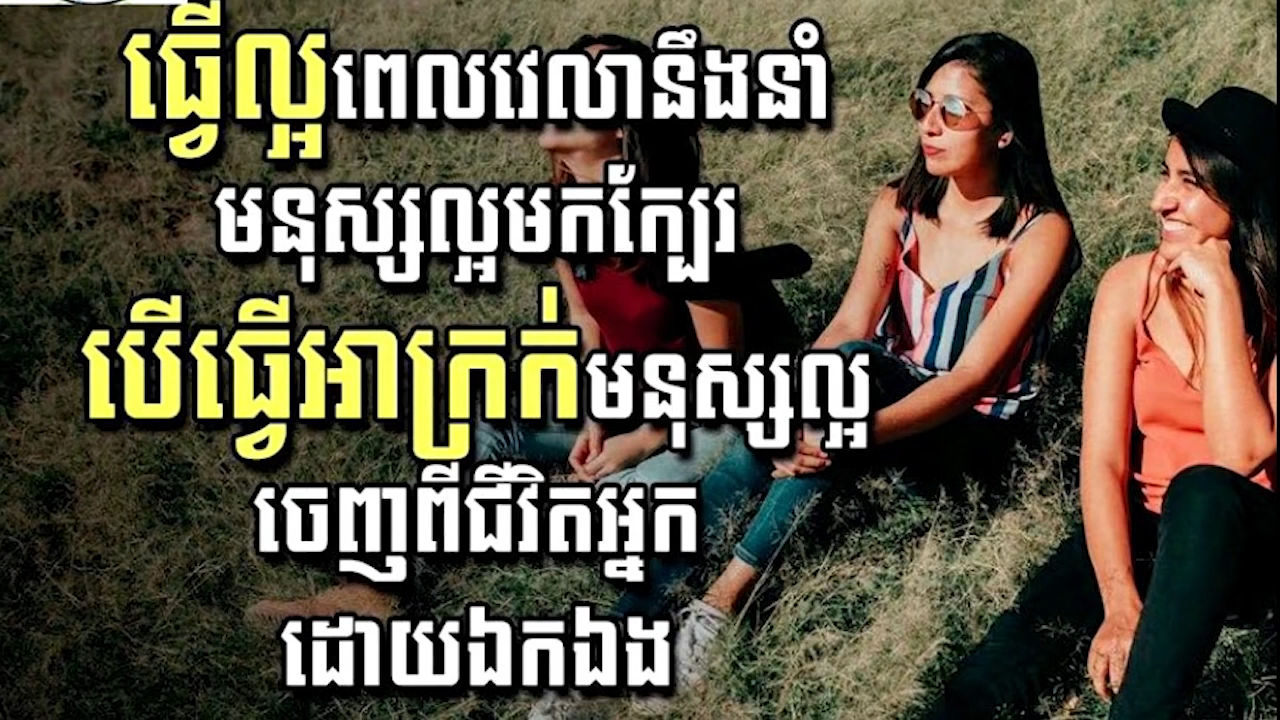 ធ្វើល្អពេលវេលានឹងនាំ
មនុស្សល្អមកក្បែរ
បើធ្វើអាក្រក់មនុស្សល្អ
ចេញពីជីវិតអ្នក
ដោយឯកឯង